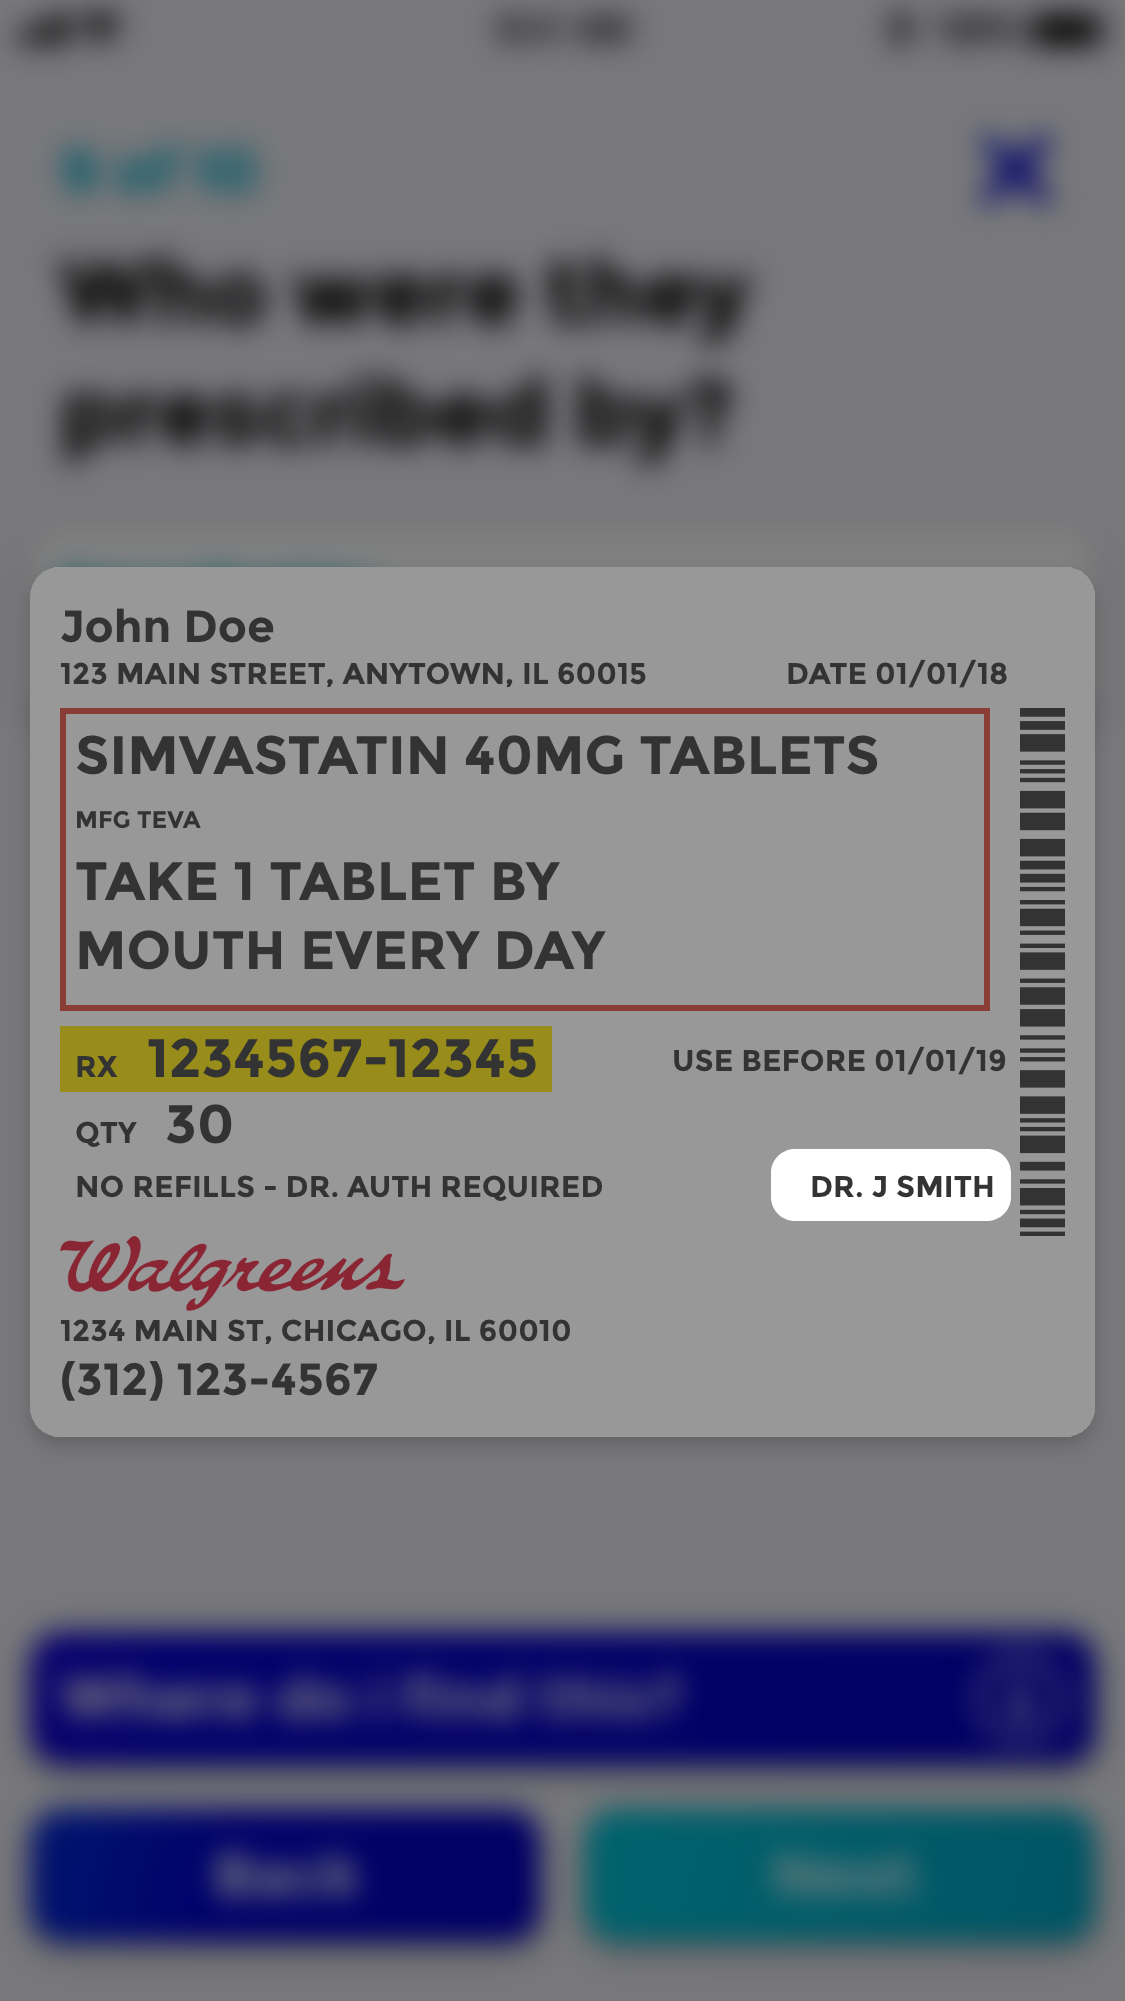 9 of 10
Who were they
prescribed by?
John Doe
123 MAIN STREET, ANYTOWN, IL 60015 DATE 01/01/18
SIMVASTATIN 40MG TABLETS
MFG TEVA
TAKE 1 TABLET BY
MOUTH EVERY DAY
RX 1234567-12345 USE BEFORE 01/01/19
QTY 30
NO REFILLS - DR. AUTH REQUIRED DR. J SMITH
Walgreens
1234 MAIN ST, CHICAGO, IL 60010
(312) 123-4567
Where do I find this?
Back Next